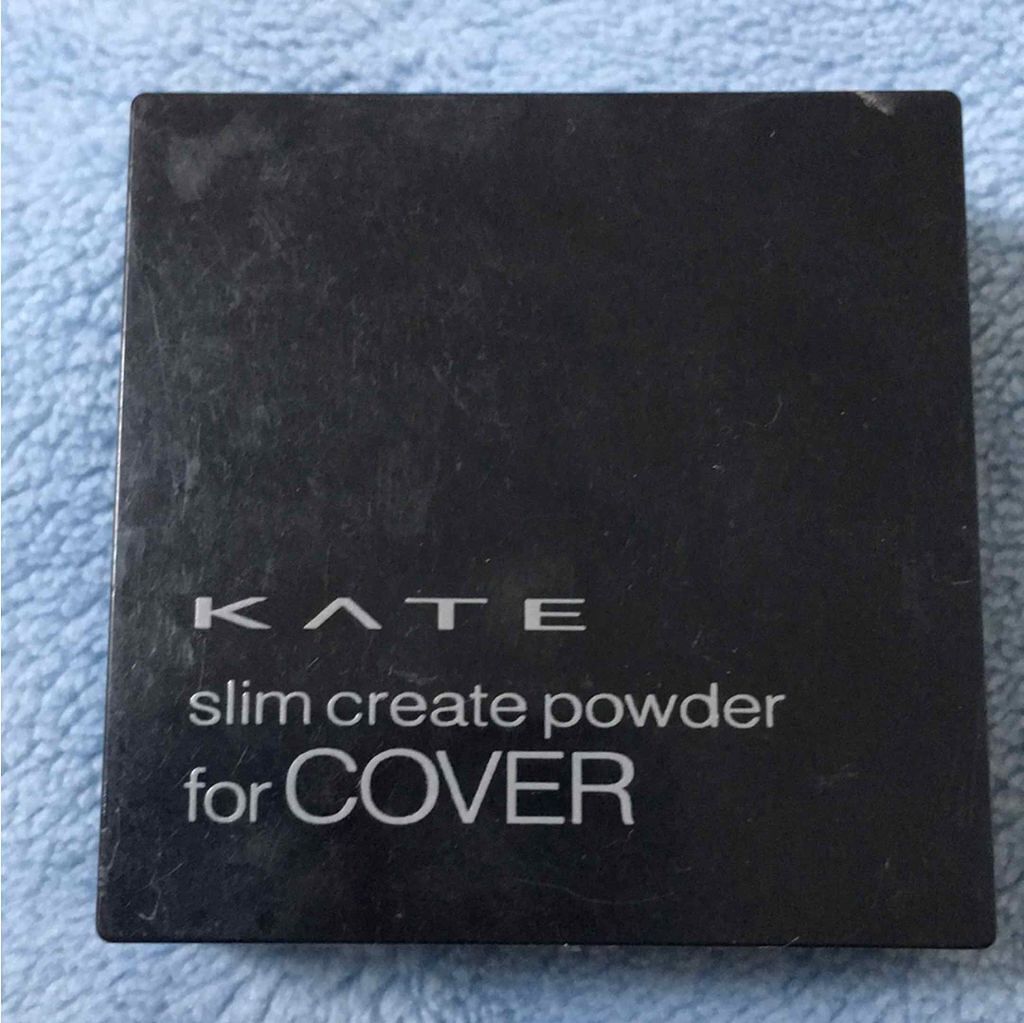 KATE
slim create powder
for COVER